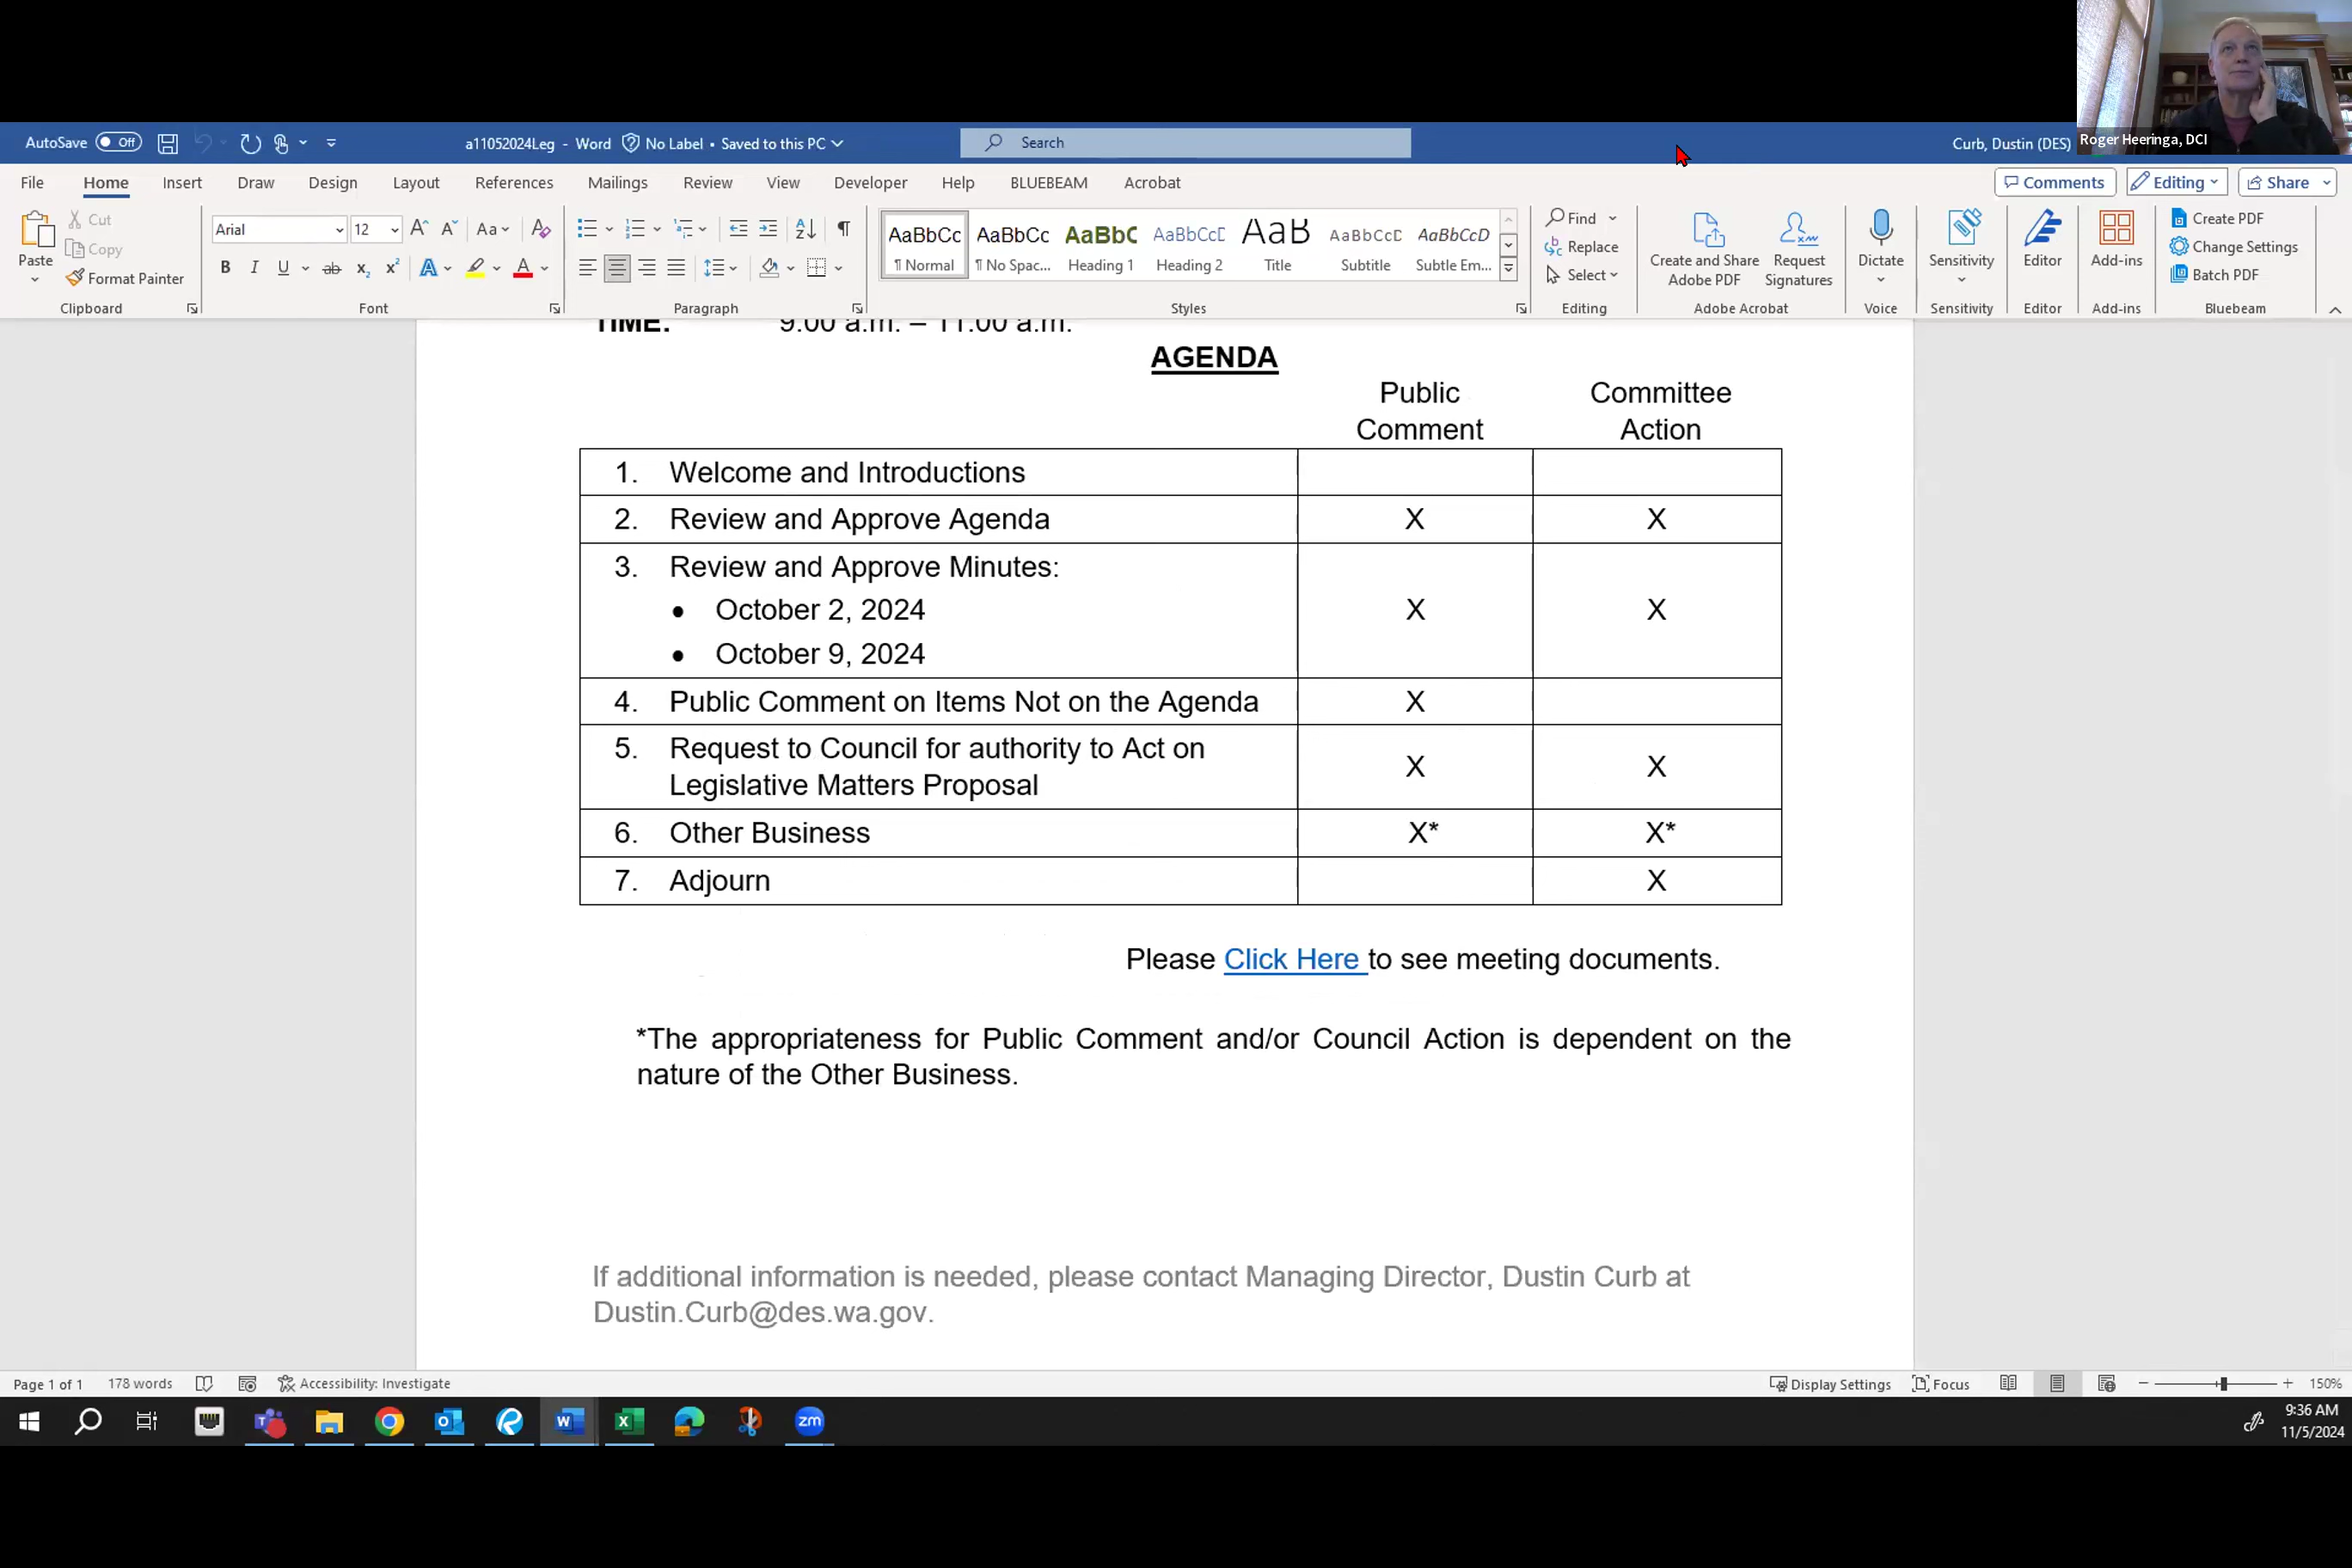 Roger Heeringa, DCI
AutoSave Off
a11052024Leg - Word No Label • Saved to this PC
Search
Curb, Dustin (DES)
File Home Insert Draw Design Layout References Mailings Review View Developer Help BLUEBEAM Acrobat
Comments Editing Share
Paste
Cut
Copy
Format Painter
Clipboard
Arial 12
Aa
B I U ab x₂ x² A A
Font
Paragraph
AaBbCc AaBbCc AaBbC AaBbCcD AaB AaBbCcD AaBbCcD
¶ Normal ¶ No Spac... Heading 1 Heading 2 Title Subtitle Subtle Em...
Styles
Find
Replace
Select
Editing
Create and Share
Adobe PDF
Request
Signatures
Adobe Acrobat
Dictate
Voice
Sensitivity
Sensitivity
Editor
Editor
Add-ins
Add-ins
Create PDF
Change Settings
Batch PDF
Bluebeam
TIME: 9:00 a.m. – 11:00 a.m.
AGENDA
Public
Comment
Committee
Action
1. Welcome and Introductions
2. Review and Approve Agenda X X
3. Review and Approve Minutes:
• October 2, 2024 X X
• October 9, 2024
4. Public Comment on Items Not on the Agenda X
5. Request to Council for authority to Act on
Legislative Matters Proposal X X
6. Other Business X* X*
7. Adjourn X
Please Click Here to see meeting documents.
*The appropriateness for Public Comment and/or Council Action is dependent on the
nature of the Other Business.
If additional information is needed, please contact Managing Director, Dustin Curb at
Dustin.Curb@des.wa.gov.
Page 1 of 1 178 words Accessibility: Investigate
Display Settings Focus 150%
zm
9:36 AM
11/5/2024